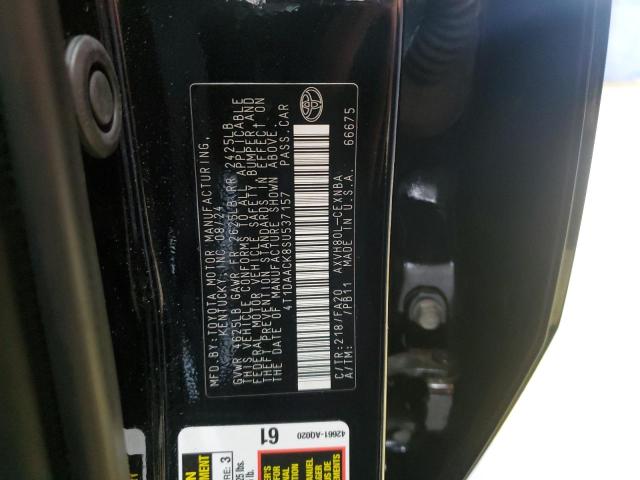 MFD. BY: TOYOTA MOTOR MANUFACTURING,
KENTUCKY, INC. 08/24
GVWR 4625LB GAWR FR 2625LB RR 2425LB
THIS VEHICLE CONFORMS TO ALL APPLICABLE
FEDERAL MOTOR VEHICLE SAFETY, BUMPER, AND
THEFT PREVENTION STANDARDS IN EFFECT ON
THE DATE OF MANUFACTURE SHOWN ABOVE.
4T1DAACK8SU537157 PASS.CAR
C/TR:218/FA20 AXVH80L-CEXNBA
A/TM: /PB11 MADE IN U.S.A. 66675
42661-AQ020
61